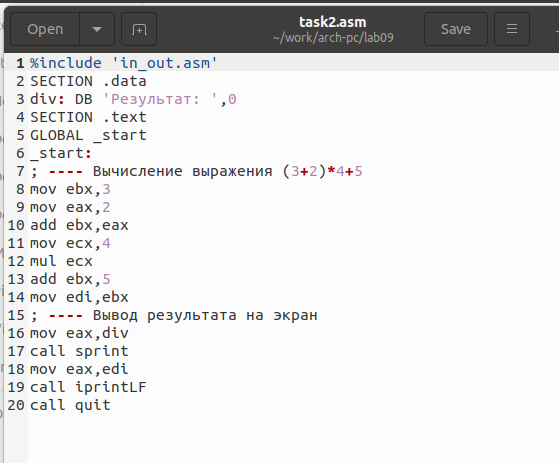 Open
task2.asm
~/work/arch-pc/lab09
Save
1 %include 'in_out.asm'
2 SECTION .data
3 div: DB 'Результат: ',0
4 SECTION .text
5 GLOBAL _start
6 _start:
7 ; ---- Вычисление выражения (3+2)*4+5
8 mov ebx,3
9 mov eax,2
10 add ebx,eax
11 mov ecx,4
12 mul ecx
13 add ebx,5
14 mov edi,ebx
15 ; ---- Вывод результата на экран
16 mov eax,div
17 call sprint
18 mov eax,edi
19 call iprintLF
20 call quit